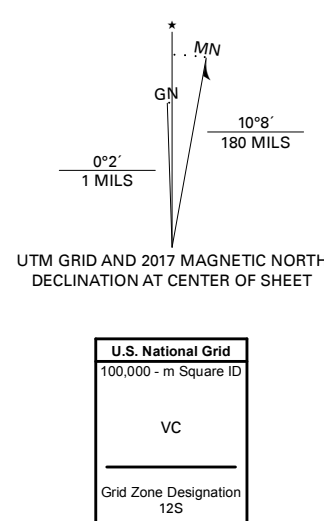 ★
MN
GN
10°8´
180 MILS
0°2´
1 MILS
UTM GRID AND 2017 MAGNETIC NORTH
DECLINATION AT CENTER OF SHEET
U.S. National Grid
100,000 - m Square ID
VC
Grid Zone Designation
12S